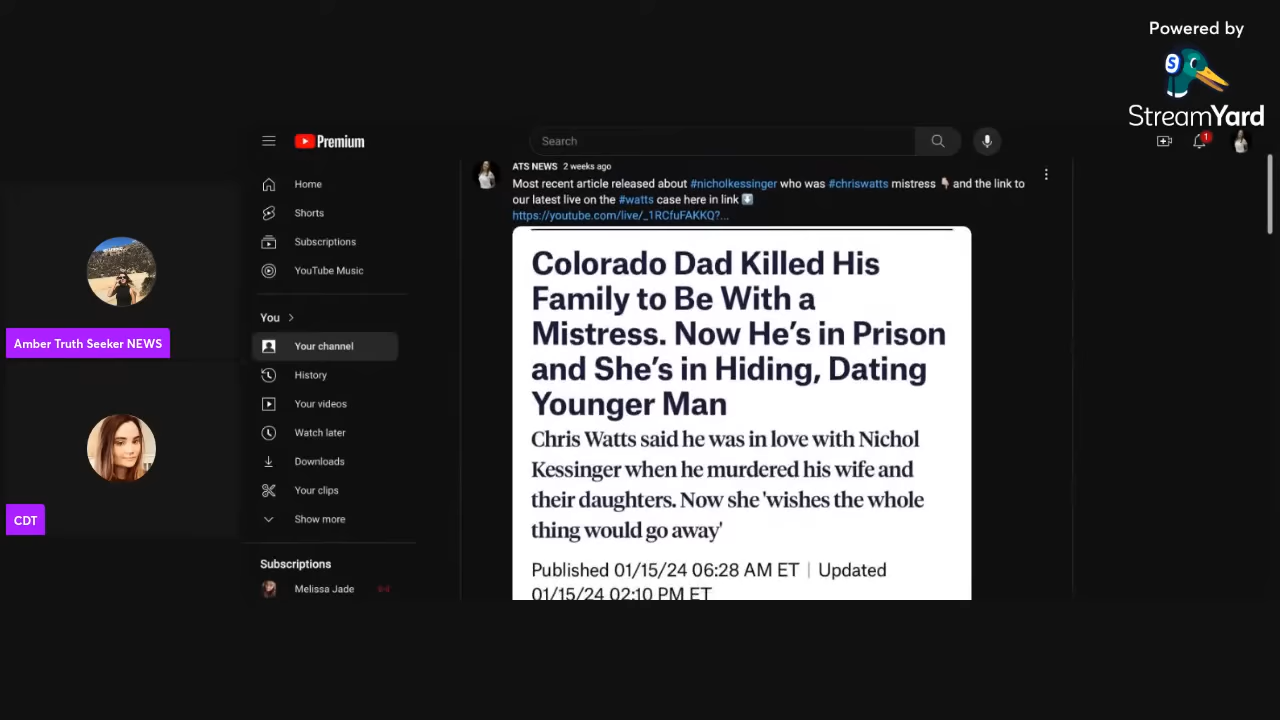 Powered by
StreamYard
Premium
Search
1
Home
Shorts
Subscriptions
YouTube Music
You
Your channel
History
Your videos
Watch later
Downloads
Your clips
Show more
Subscriptions
Melissa Jade
Amber Truth Seeker NEWS
CDT
ATS NEWS 2 weeks ago
Most recent article released about #nicholkessinger who was #chriswatts mistress 👇🏻 and the link to
our latest live on the #watts case here in link ⬇️
https://youtube.com/live/_1RCfuFAKKQ?...
Colorado Dad Killed His
Family to Be With a
Mistress. Now He's in Prison
and She's in Hiding, Dating
Younger Man
Chris Watts said he was in love with Nichol
Kessinger when he murdered his wife and
their daughters. Now she 'wishes the whole
thing would go away'
Published 01/15/24 06:28 AM ET | Updated
01/15/24 02:10 PM ET